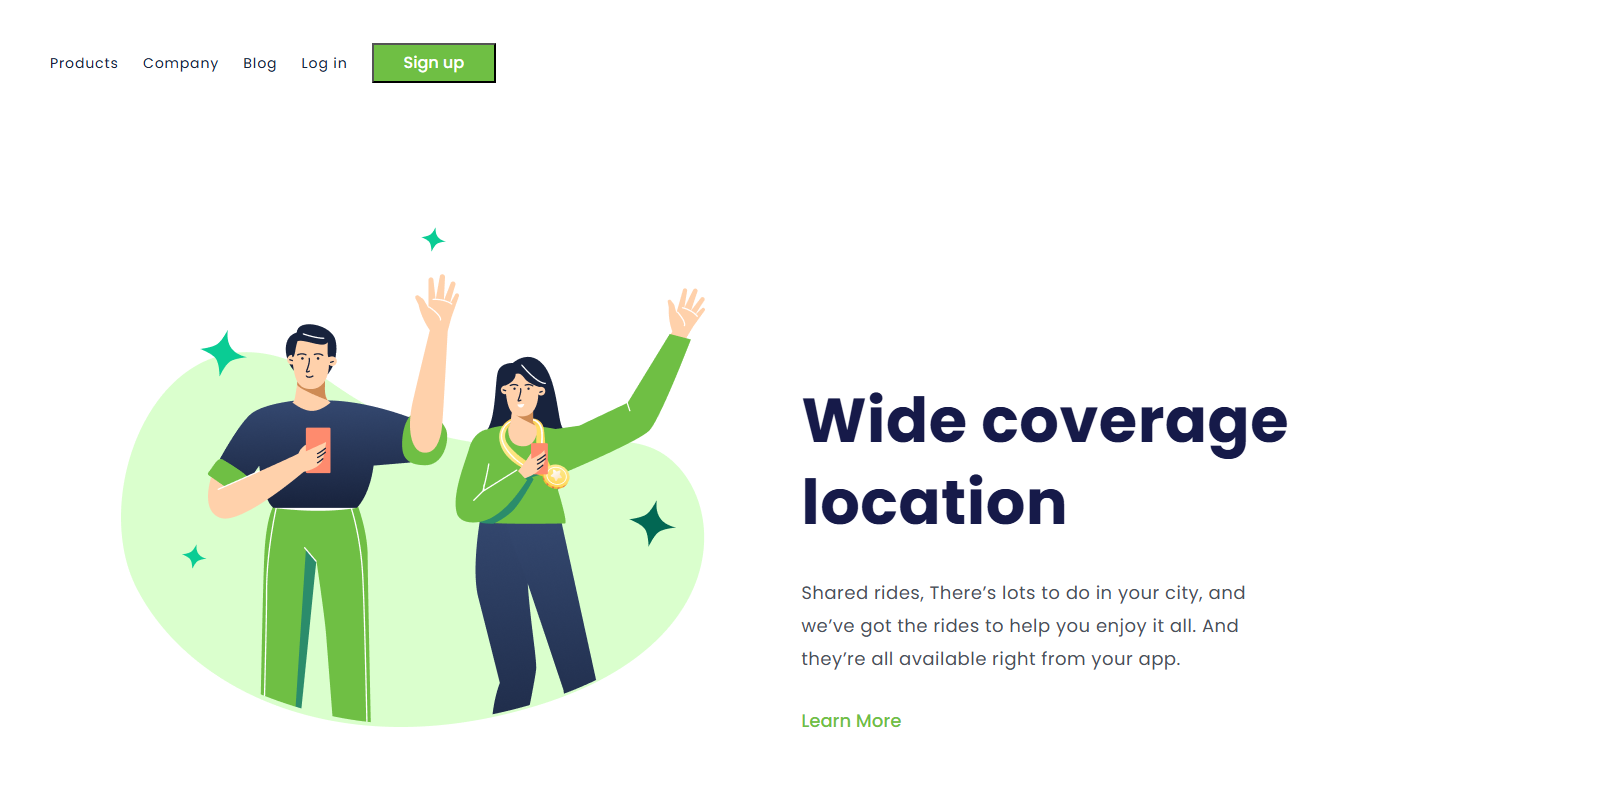 Products Company Blog Log in Sign up
Wide coverage
location
Shared rides, There’s lots to do in your city, and
we’ve got the rides to help you enjoy it all. And
they’re all available right from your app.
Learn More